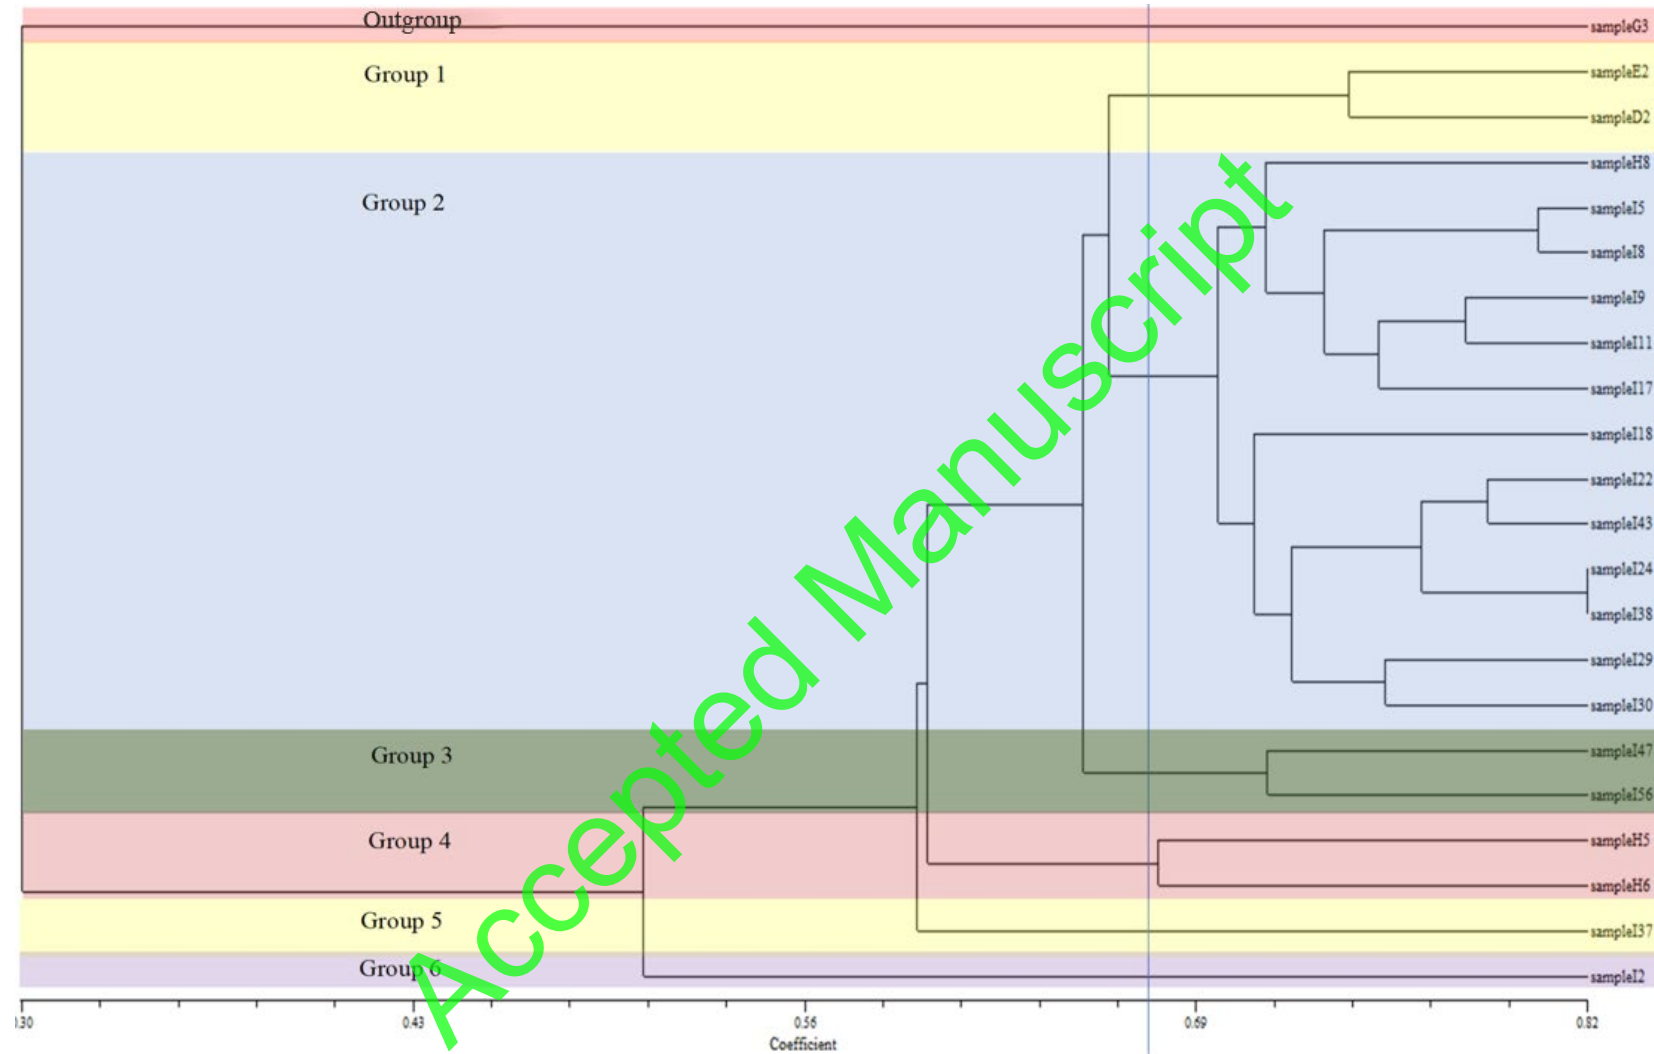 Outgroup
sampleG3
Group 1
sampleE2
sampleD2
sampleH8
Group 2
sampleI5
sampleI8
sampleI9
sampleI11
sampleI17
sampleI18
sampleI22
sampleI43
sampleI24
sampleI38
sampleI29
sampleI30
Group 3
sampleI47
sampleI56
Group 4
sampleH5
sampleH6
Group 5
sampleI37
Group 6
sampleI2
Accepted Manuscript
0.30 0.43 0.56 0.69 0.82
Coefficient